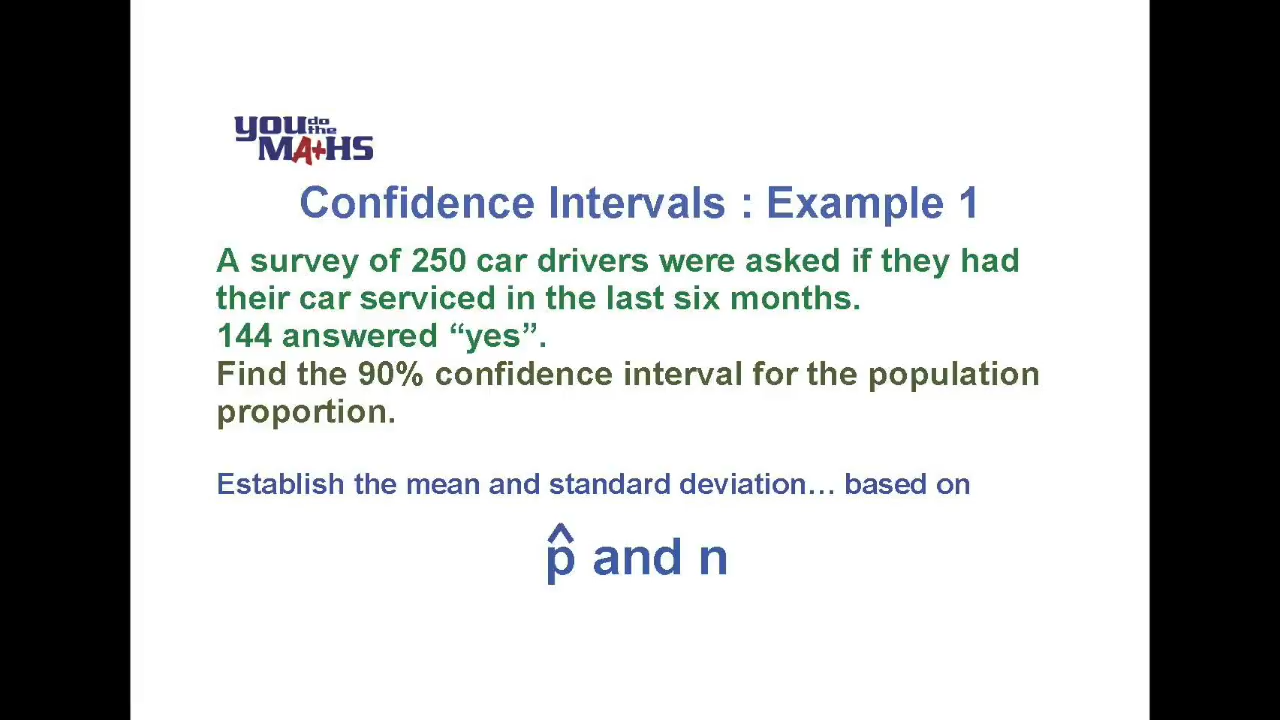 you do the
MA+HS
Confidence Intervals : Example 1
A survey of 250 car drivers were asked if they had
their car serviced in the last six months.
144 answered “yes”.
Find the 90% confidence interval for the population
proportion.
Establish the mean and standard deviation… based on
p̂ and n